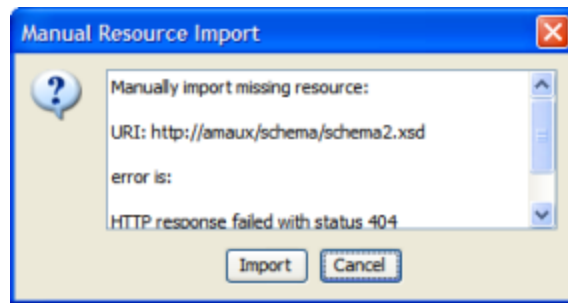 Manual Resource Import
Manually import missing resource:
URI: http://amaux/schema/schema2.xsd
error is:
HTTP response failed with status 404
Import
Cancel